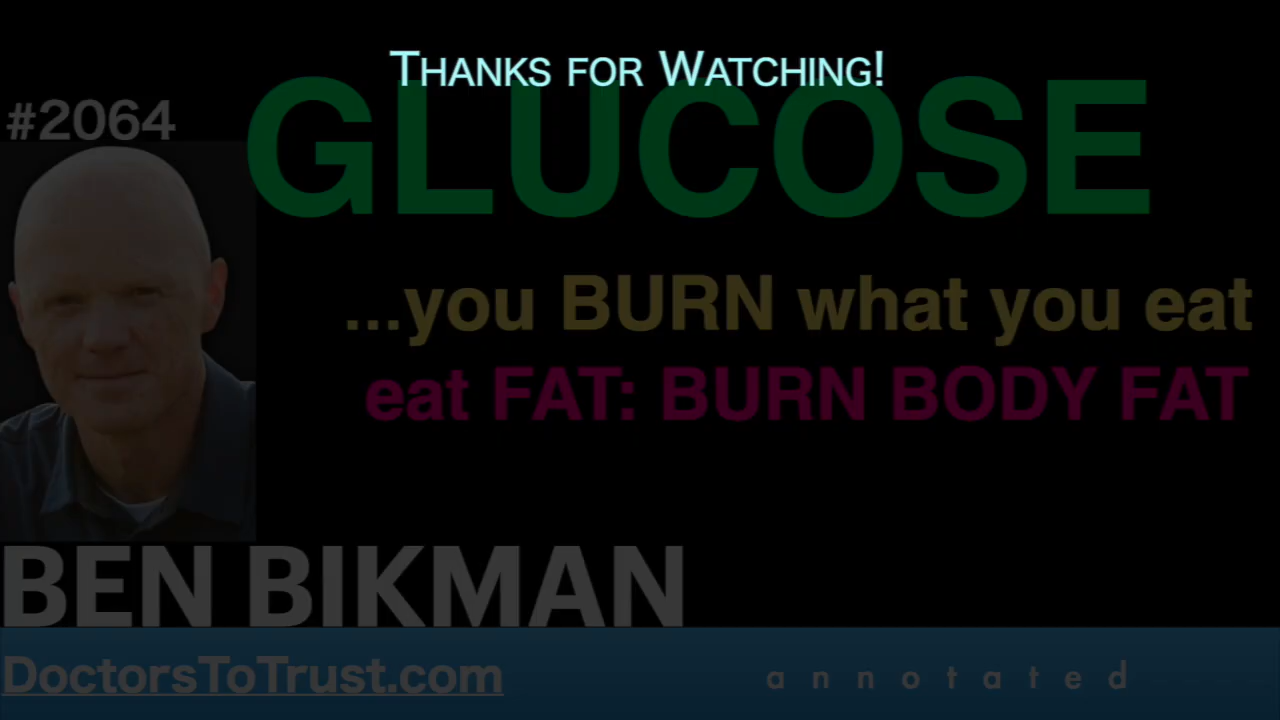 THANKS FOR WATCHING!
#2064
GLUCOSE
...you BURN what you eat
eat FAT: BURN BODY FAT
BEN BIKMAN
DoctorsToTrust.com
annotated